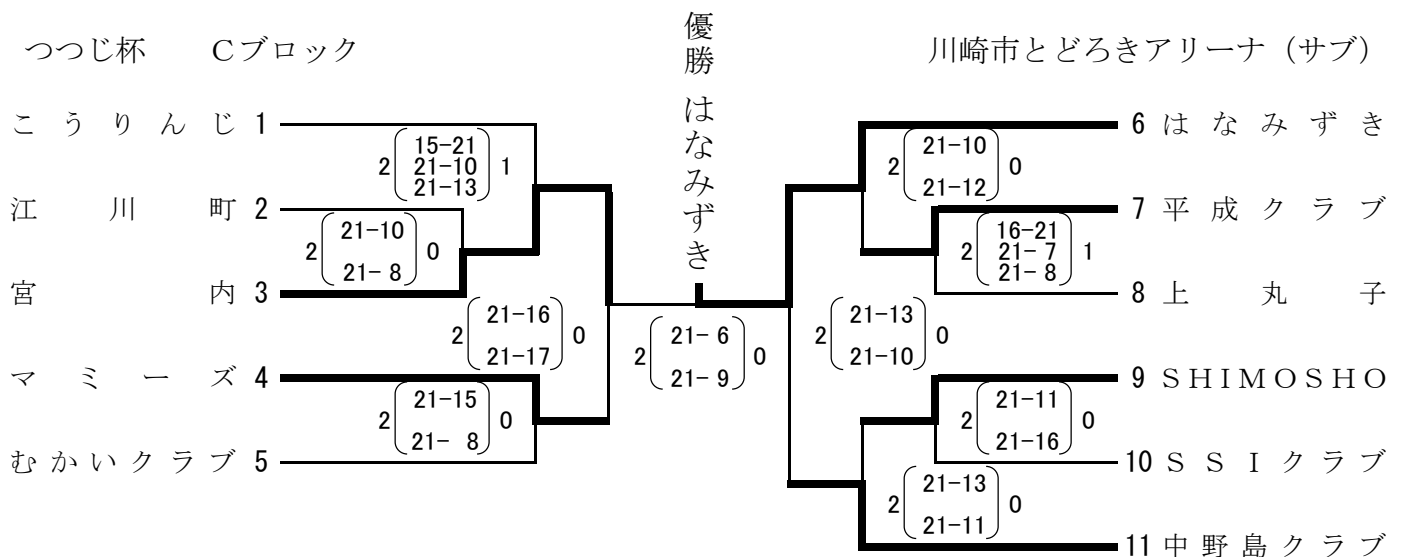 つつじ杯　Cブロック
優勝 はなみずき
川崎市とどろきアリーナ（サブ）
こうりんじ 1
2 15-21 1
21-10
21-13
江川町 2
2 21-10 0
21- 8
宮内 3
2 21-16 0
21-17
マミーズ 4
2 21-15 0
21- 8
むかいクラブ 5
2 21- 6 0
21- 9
6 はなみずき
2 21-10 0
21-12
7 平成クラブ
2 16-21 1
21- 7
21- 8
8 上丸子
2 21-13 0
21-10
9 SHIMOSHO
2 21-11 0
21-16
10 SSIクラブ
2 21-13 0
21-11
11 中野島クラブ